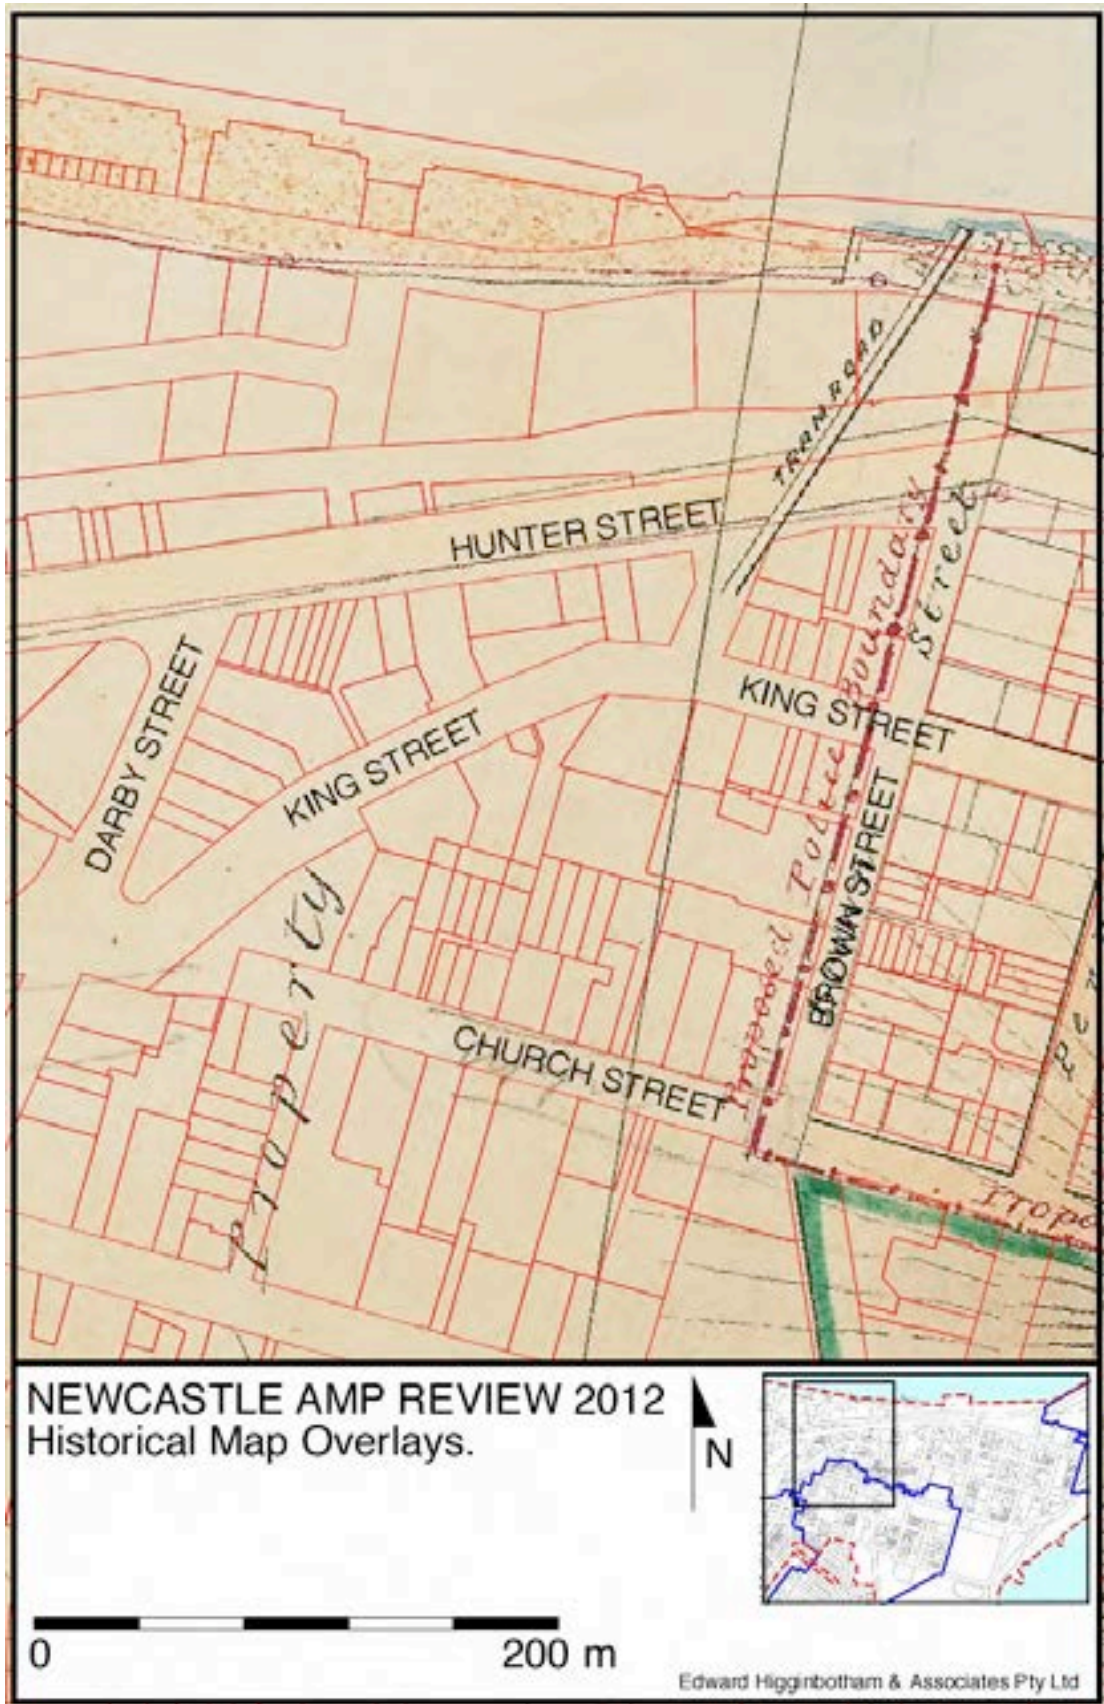 TRAMROAD
HUNTER STREET
Street
KING STREET
DARBY STREET
KING STREET
Proposed Police Boundary
BROWN STREET
Property
CHURCH STREET
Propo
NEWCASTLE AMP REVIEW 2012
Historical Map Overlays.
N
0
200 m
Edward Higginbotham & Associates Pty Ltd